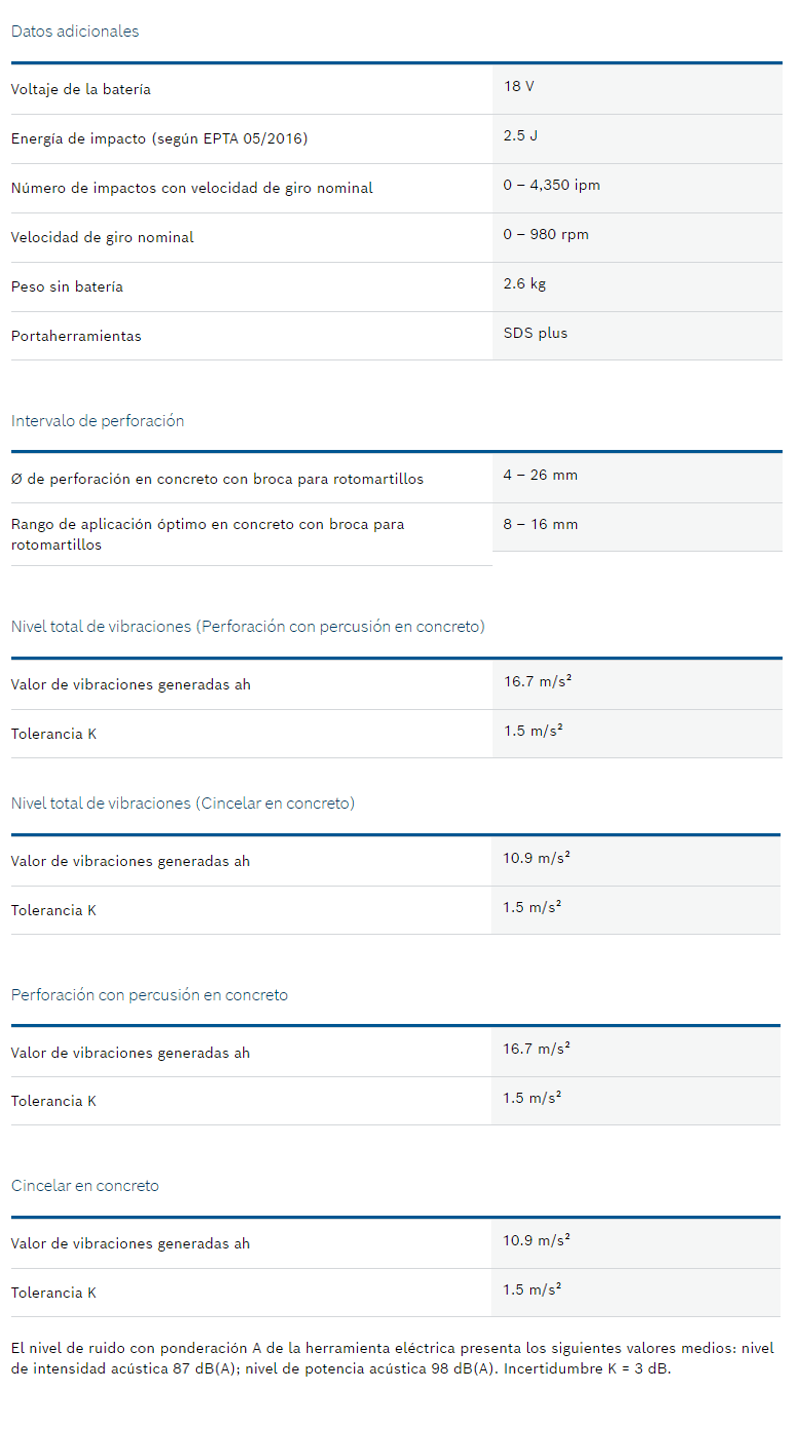 Datos adicionales
Voltaje de la batería 18 V
Energía de impacto (según EPTA 05/2016) 2.5 J
Número de impactos con velocidad de giro nominal 0 – 4,350 ipm
Velocidad de giro nominal 0 – 980 rpm
Peso sin batería 2.6 kg
Portaherramientas SDS plus
Intervalo de perforación
Ø de perforación en concreto con broca para rotomartillos 4 – 26 mm
Rango de aplicación óptimo en concreto con broca para 8 – 16 mm
rotomartillos
Nivel total de vibraciones (Perforación con percusión en concreto)
Valor de vibraciones generadas ah 16.7 m/s²
Tolerancia K 1.5 m/s²
Nivel total de vibraciones (Cincelar en concreto)
Valor de vibraciones generadas ah 10.9 m/s²
Tolerancia K 1.5 m/s²
Perforación con percusión en concreto
Valor de vibraciones generadas ah 16.7 m/s²
Tolerancia K 1.5 m/s²
Cincelar en concreto
Valor de vibraciones generadas ah 10.9 m/s²
Tolerancia K 1.5 m/s²
El nivel de ruido con ponderación A de la herramienta eléctrica presenta los siguientes valores medios: nivel
de intensidad acústica 87 dB(A); nivel de potencia acústica 98 dB(A). Incertidumbre K = 3 dB.